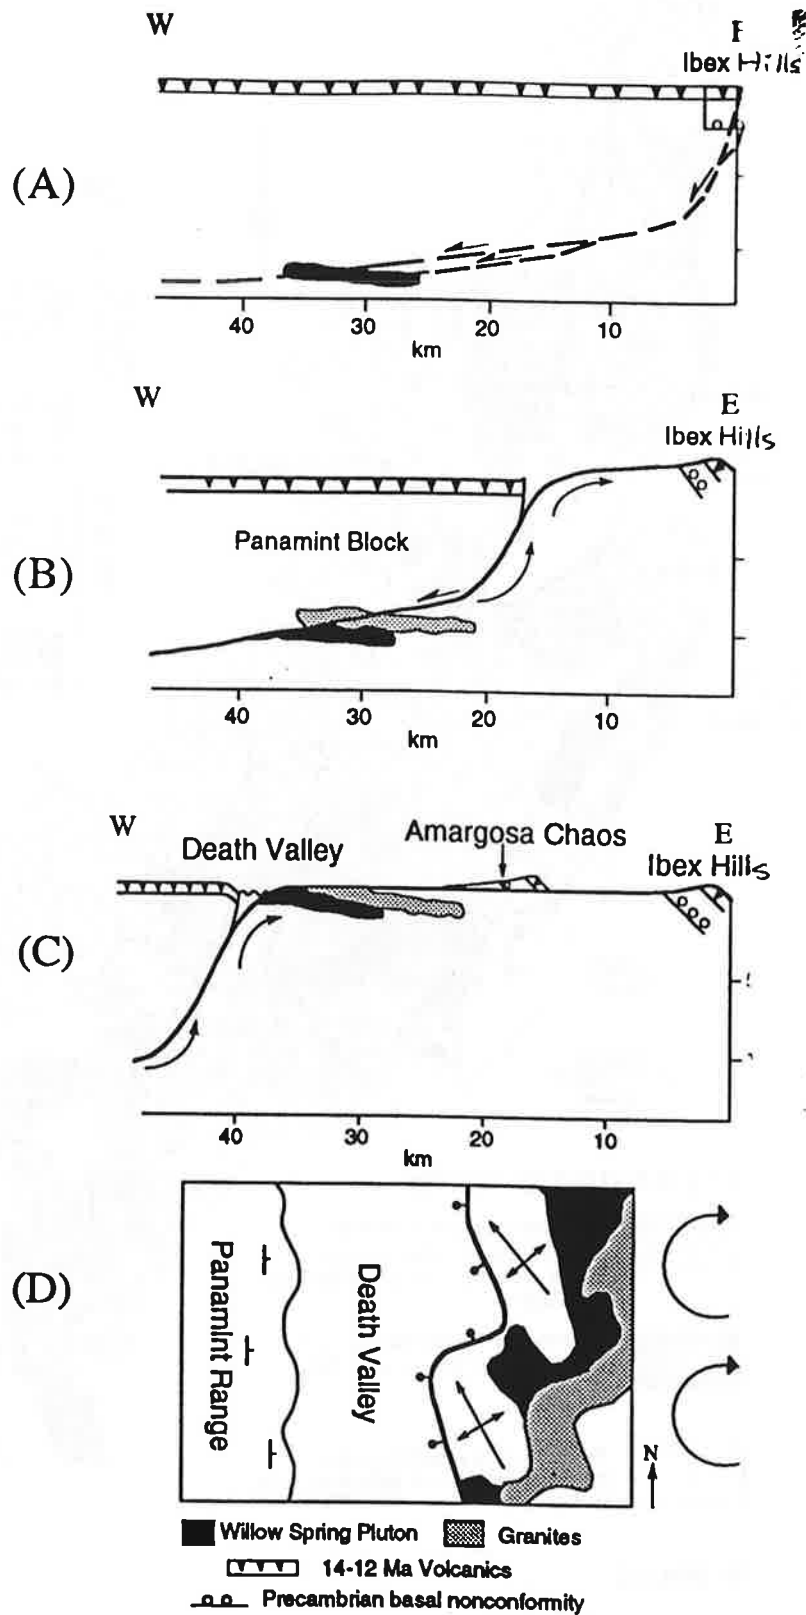 W
Ibex Hills
(A)
40 30 20 10
km
W E
Ibex Hills
Panamint Block
(B)
40 30 20 10
km
W E
Death Valley Amargosa Chaos Ibex Hills
(C)
40 30 20 10
km
(D)
Panamint Range
Death Valley
N
Willow Spring Pluton Granites
14-12 Ma Volcanics
Precambrian basal nonconformity